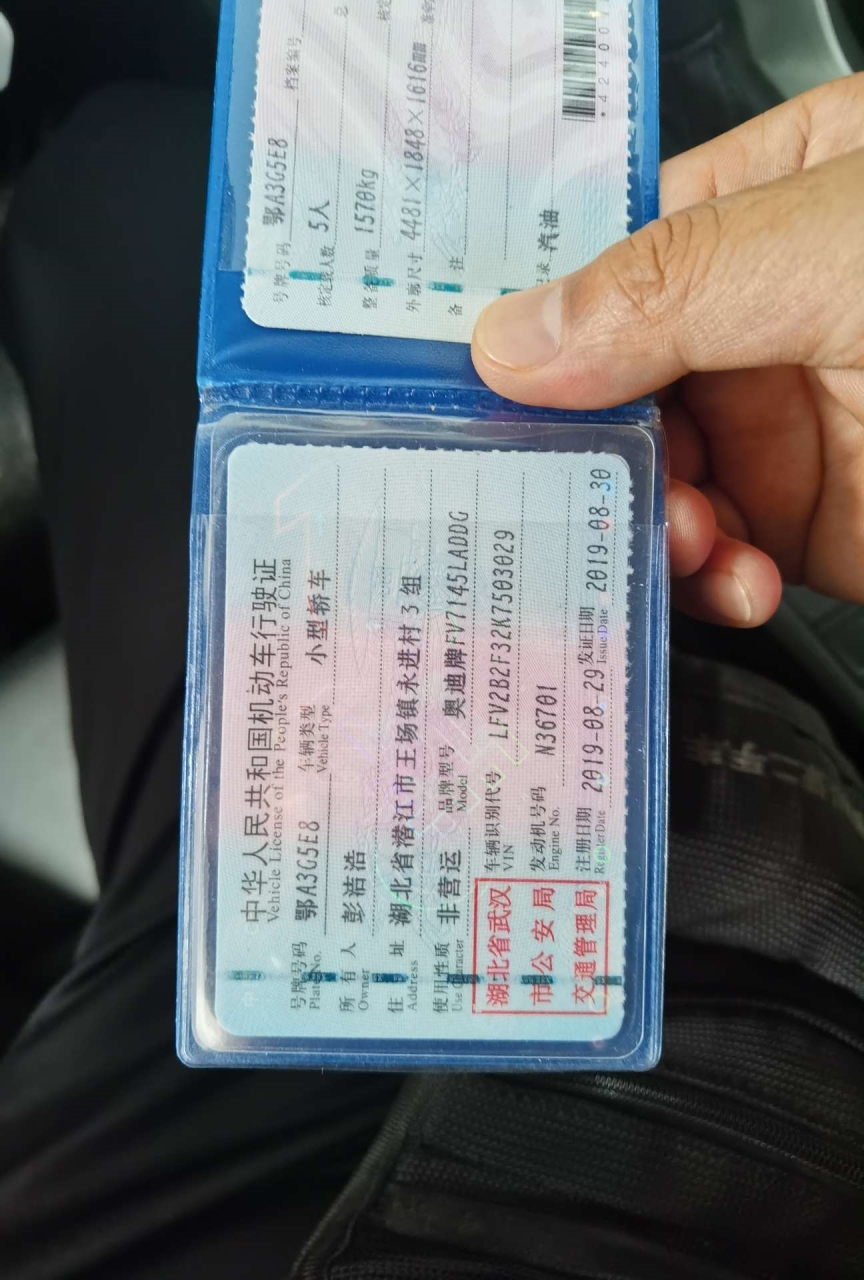 中华人民共和国机动车行驶证
Vehicle License of the People's Republic of China
号牌号码 鄂A3G5E8 车辆类型 小型轿车
Plate No. Vehicle Type
所有人 彭浩浩
Owner
住址 湖北省潜江市王场镇永进村3组
Address
使用性质 非营运 品牌型号 奥迪牌FV7145LADDG
Use Character Model
湖北省武汉
市公安局
交通管理局
车辆识别代号 LFV2B2F32K7503029
VIN
发动机号码 N36701
Engine No.
注册日期 2019-08-29 发证日期 2019-08-30
Register Date Issue Date
号牌号码 鄂A3G5E8 档案编号
核定载人数 5人 总
整备质量 1570kg 核定
外廓尺寸 4481×1848×1616
备注
录 汽油